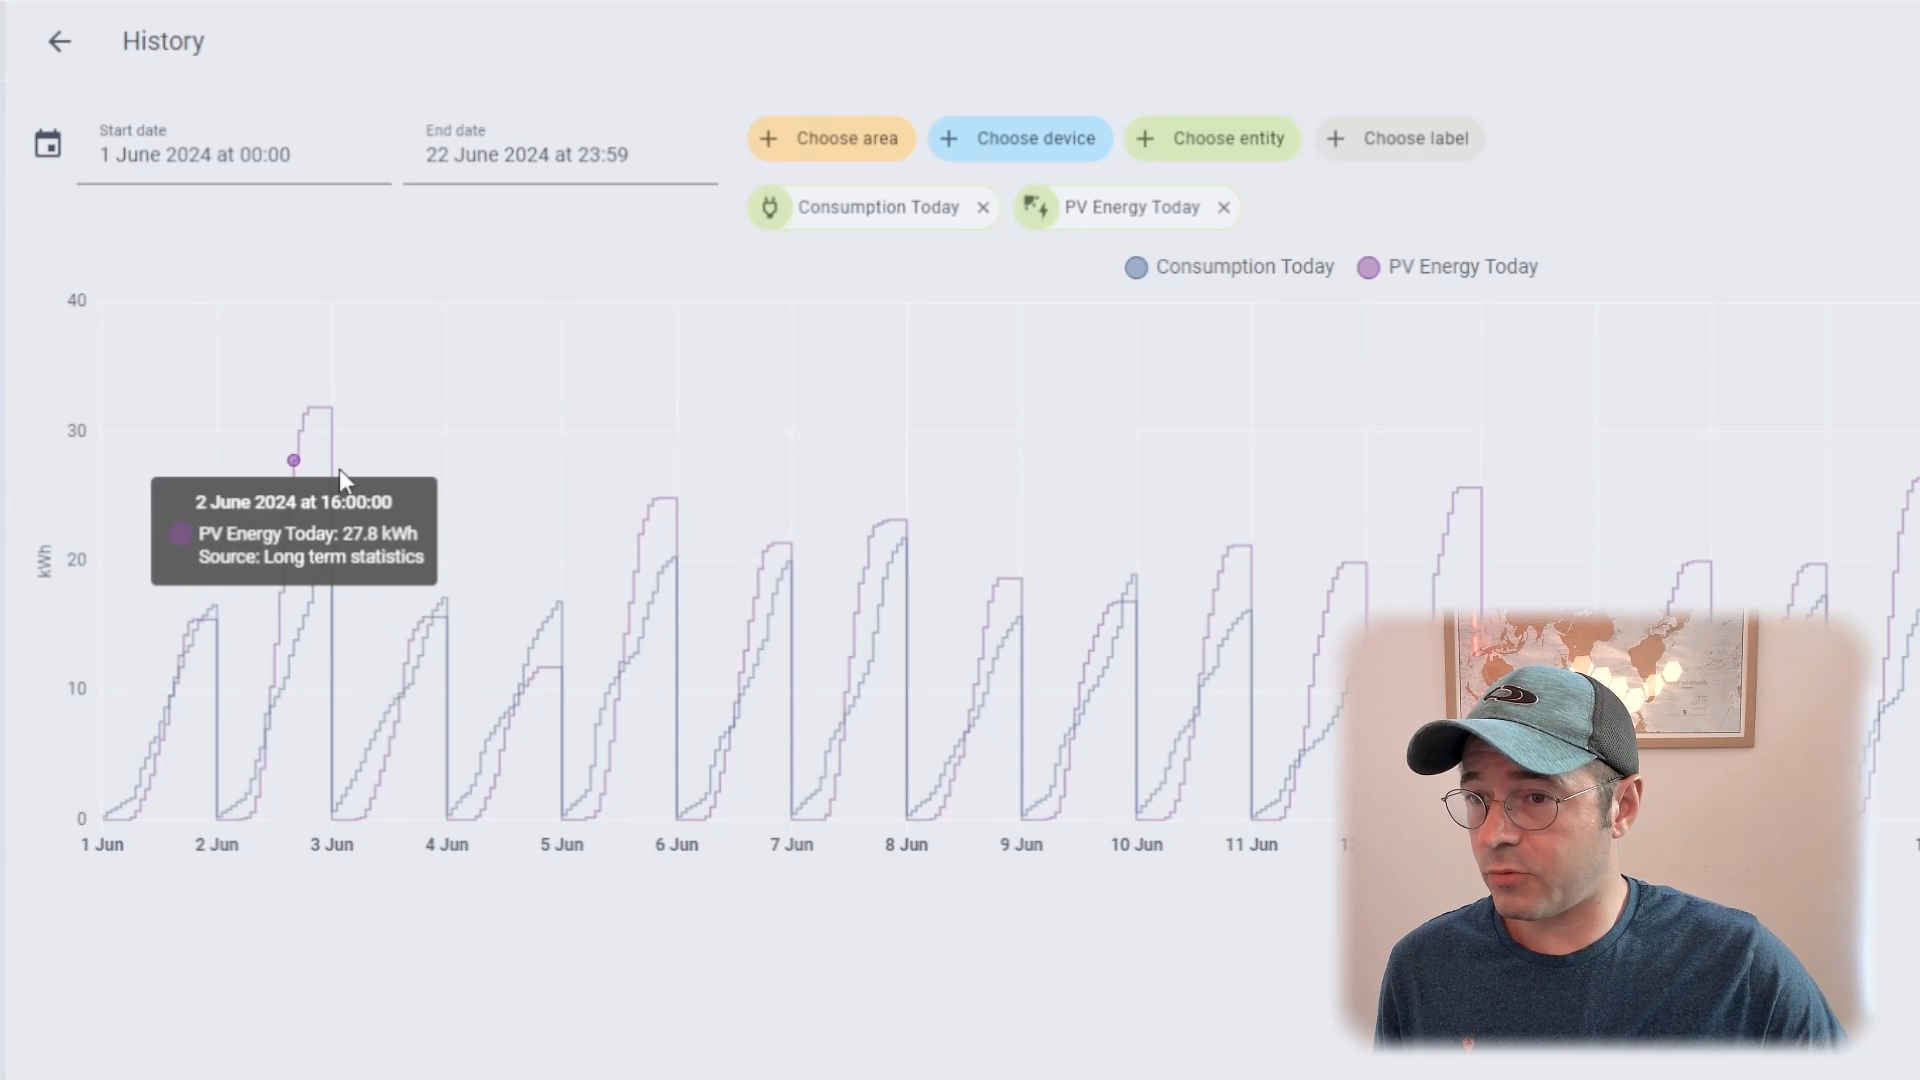 History
Start date
1 June 2024 at 00:00
End date
22 June 2024 at 23:59
Choose area
Choose device
Choose entity
Choose label
Consumption Today
PV Energy Today
Consumption Today
PV Energy Today
40
30
20
10
0
kWh
2 June 2024 at 16:00:00
PV Energy Today: 27.8 kWh
Source: Long term statistics
1 Jun
2 Jun
3 Jun
4 Jun
5 Jun
6 Jun
7 Jun
8 Jun
9 Jun
10 Jun
11 Jun